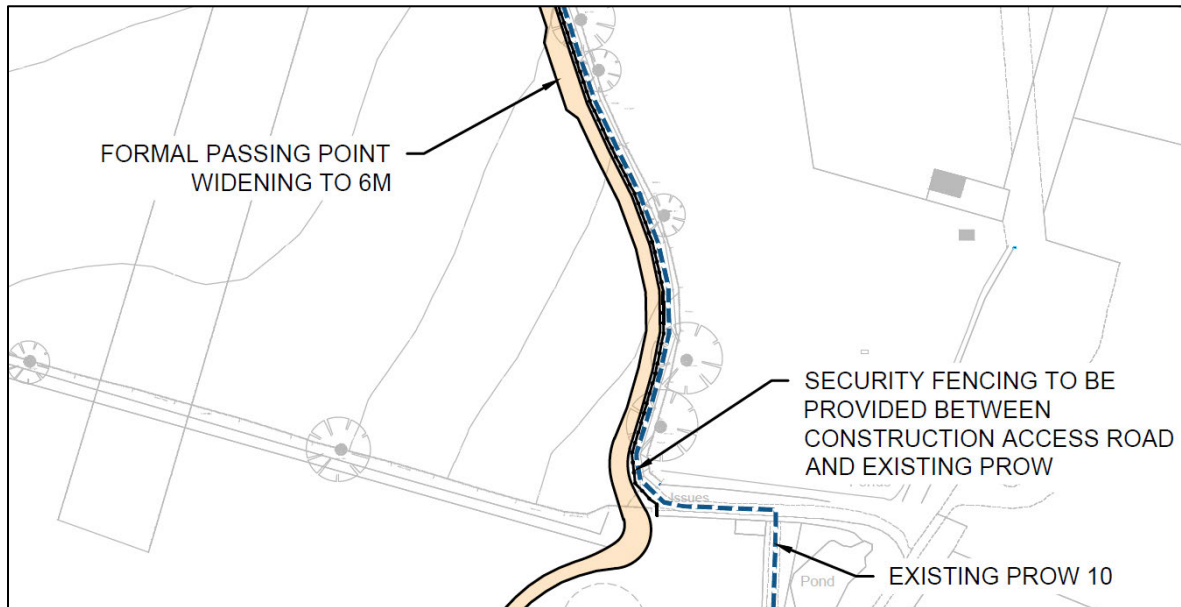 FORMAL PASSING POINT
WIDENING TO 6M
SECURITY FENCING TO BE
PROVIDED BETWEEN
CONSTRUCTION ACCESS ROAD
AND EXISTING PROW
Issues
Pond
EXISTING PROW 10